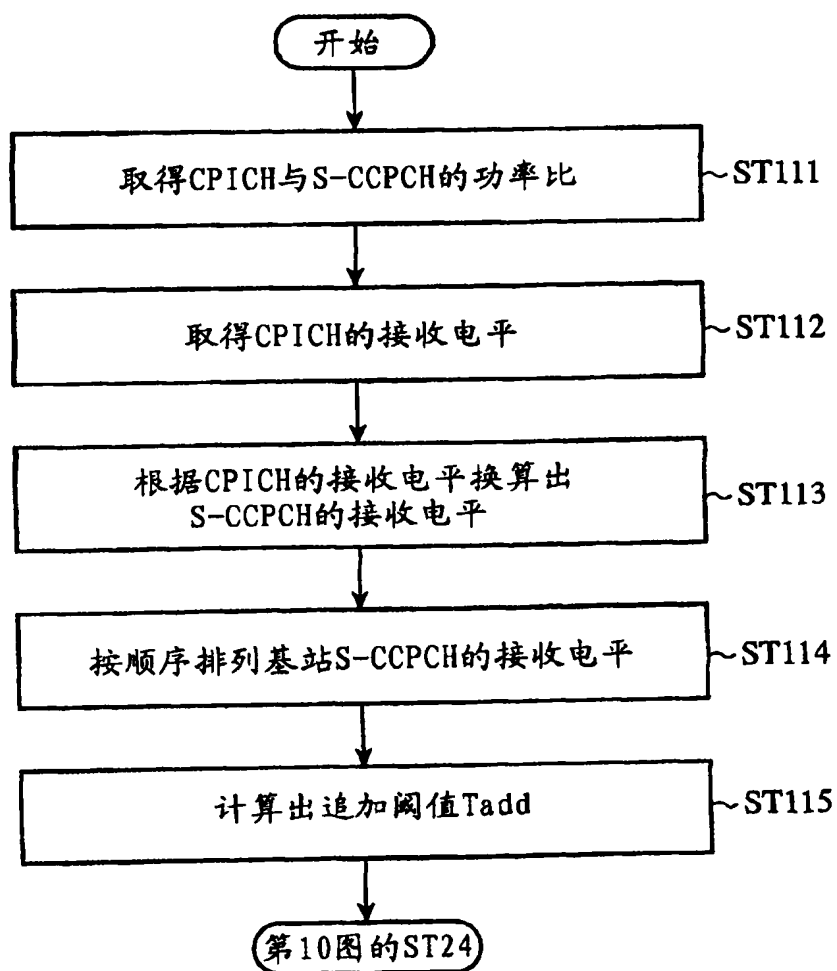 开始
取得CPICH与S-CCPCH的功率比
ST111
取得CPICH的接收电平
ST112
根据CPICH的接收电平换算出
S-CCPCH的接收电平
ST113
按顺序排列基站S-CCPCH的接收电平
ST114
计算出追加阈值Tadd
ST115
第10图的ST24